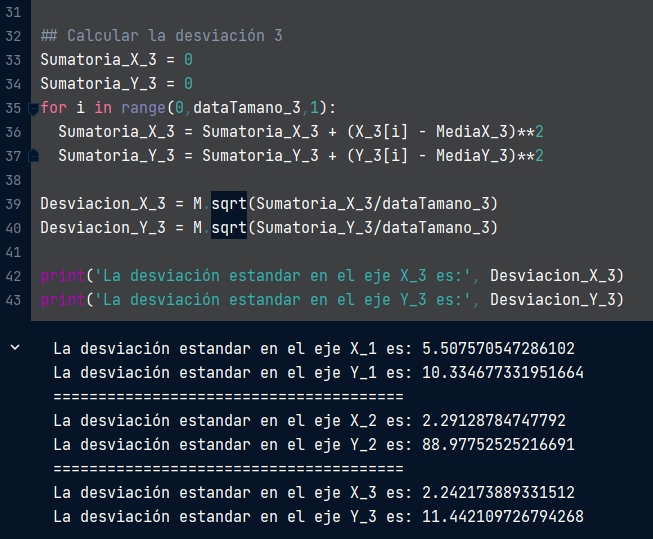 31
32 ## Calcular la desviación 3
33 Sumatoria_X_3 = 0
34 Sumatoria_Y_3 = 0
35 for i in range(0,dataTamano_3,1):
36 Sumatoria_X_3 = Sumatoria_X_3 + (X_3[i] - MediaX_3)**2
37 Sumatoria_Y_3 = Sumatoria_Y_3 + (Y_3[i] - MediaY_3)**2
38
39 Desviacion_X_3 = M.sqrt(Sumatoria_X_3/dataTamano_3)
40 Desviacion_Y_3 = M.sqrt(Sumatoria_Y_3/dataTamano_3)
41
42 print('La desviación estandar en el eje X_3 es:', Desviacion_X_3)
43 print('La desviación estandar en el eje Y_3 es:', Desviacion_Y_3)
La desviación estandar en el eje X_1 es: 5.507570547286102
La desviación estandar en el eje Y_1 es: 10.334677331951664
=======================================
La desviación estandar en el eje X_2 es: 2.29128784747792
La desviación estandar en el eje Y_2 es: 88.97752525216691
=======================================
La desviación estandar en el eje X_3 es: 2.242173889331512
La desviación estandar en el eje Y_3 es: 11.442109726794268